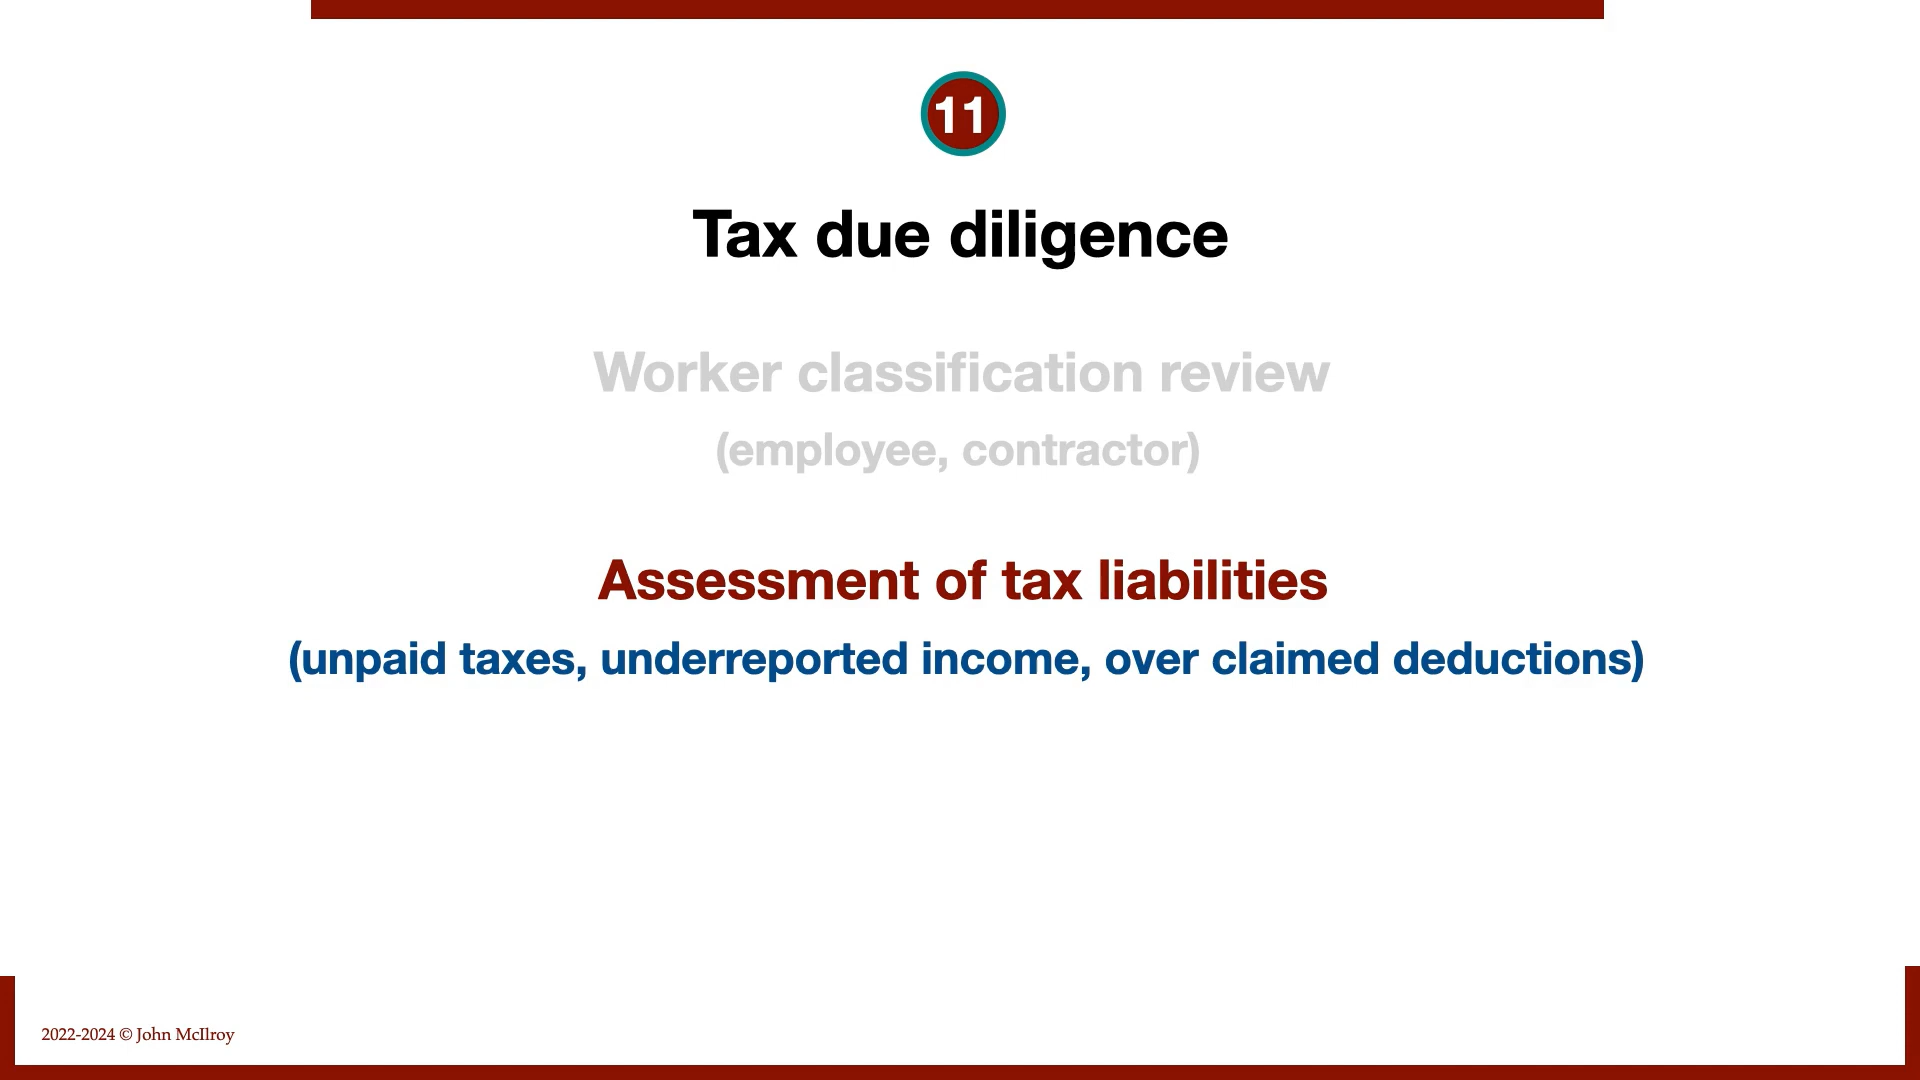 11
Tax due diligence
Worker classification review
(employee, contractor)
Assessment of tax liabilities
(unpaid taxes, underreported income, over claimed deductions)
2022-2024 © John McIlroy